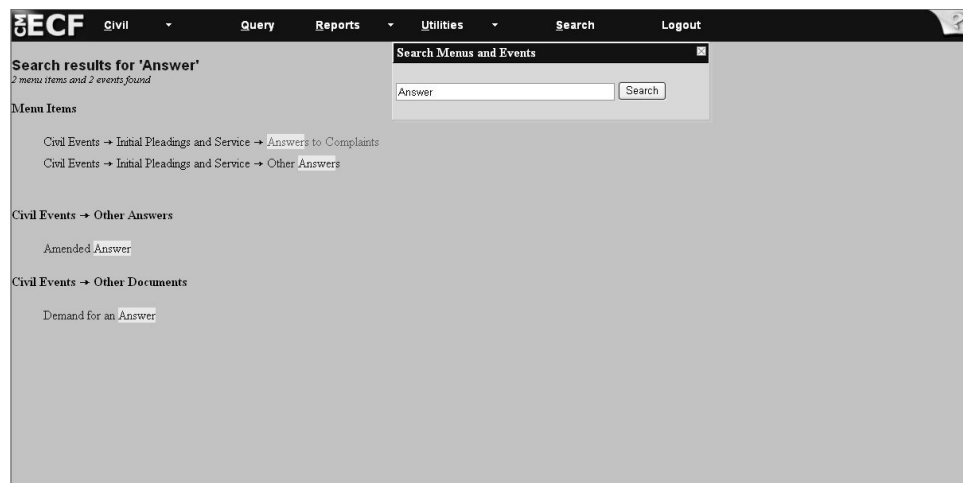 CM ECF Civil Query Reports Utilities Search Logout
?
Search Menus and Events
Answer Search
Search results for 'Answer'
2 menu items and 2 events found
Menu Items
Civil Events → Initial Pleadings and Service → Answers to Complaints
Civil Events → Initial Pleadings and Service → Other Answers
Civil Events → Other Answers
Amended Answer
Civil Events → Other Documents
Demand for an Answer